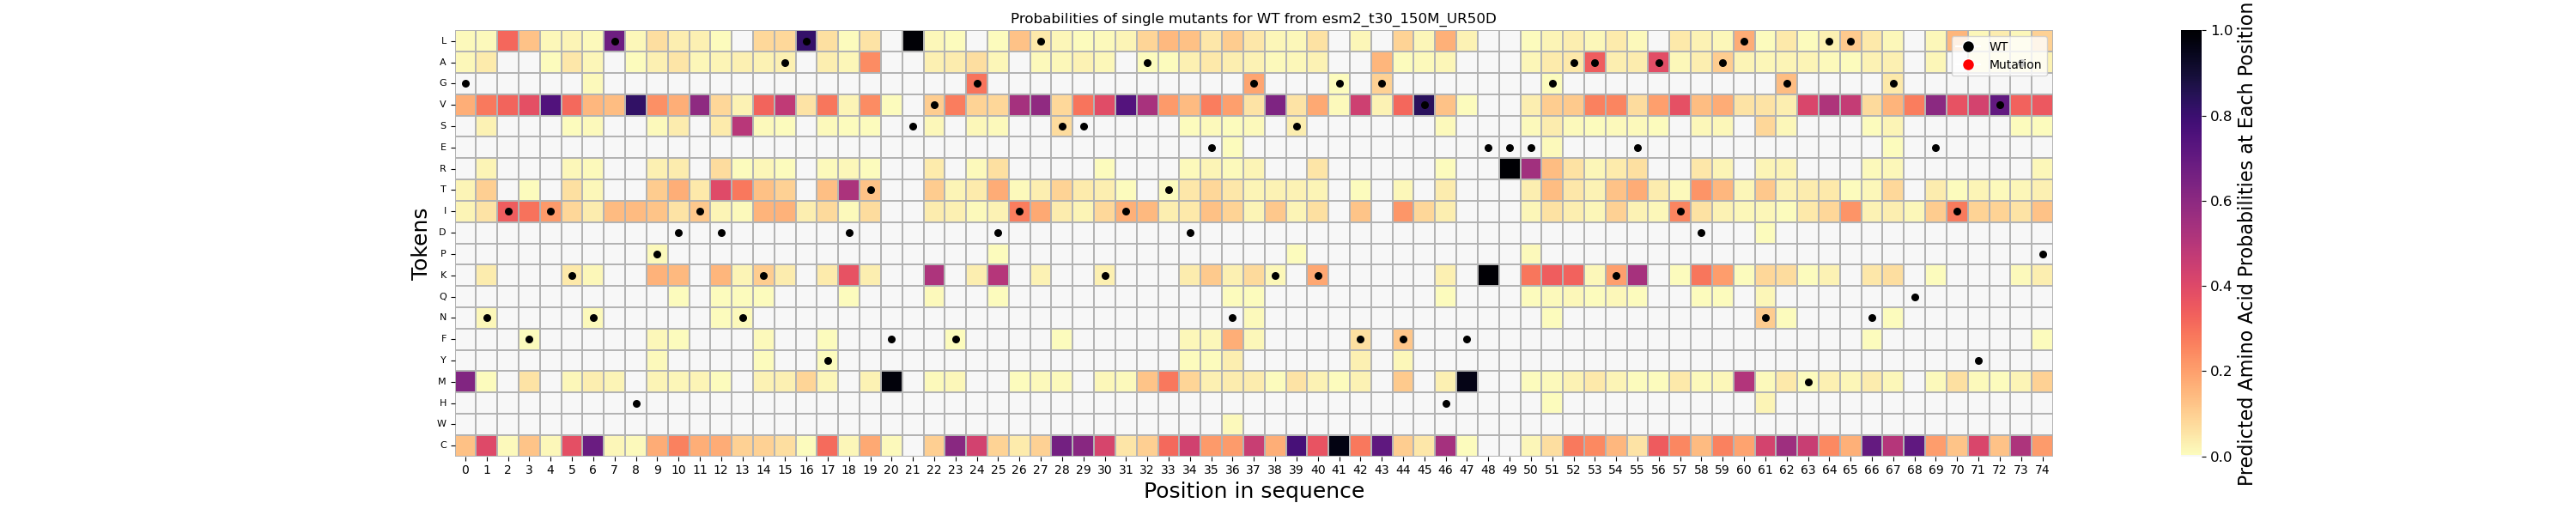 Probabilities of single mutants for WT from esm2_t30_150M_UR50D
L
A
G
V
S
E
R
T
I
D
P
K
Q
N
F
Y
M
H
W
C
Tokens
0 1 2 3 4 5 6 7 8 9 10 11 12 13 14 15 16 17 18 19 20 21 22 23 24 25 26 27 28 29 30 31 32 33 34 35 36 37 38 39 40 41 42 43 44 45 46 47 48 49 50 51 52 53 54 55 56 57 58 59 60 61 62 63 64 65 66 67 68 69 70 71 72 73 74
Position in sequence
WT
Mutation
1.0
0.8
0.6
0.4
0.2
0.0
Predicted Amino Acid Probabilities at Each Position